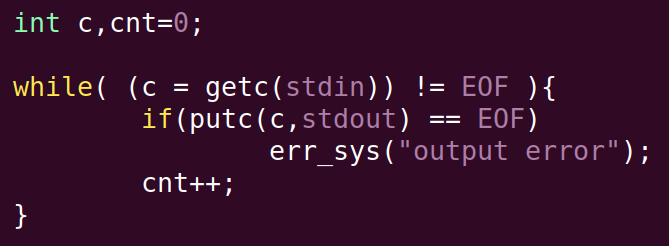 int c,cnt=0;
while( (c = getc(stdin)) != EOF ){
if(putc(c,stdout) == EOF)
err_sys("output error");
cnt++;
}